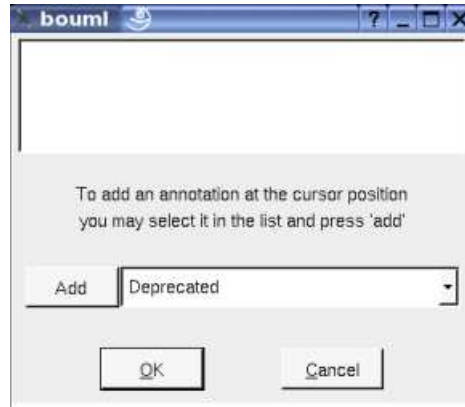 bouml
To add an annotation at the cursor position
you may select it in the list and press 'add'
Add
Deprecated
OK
Cancel